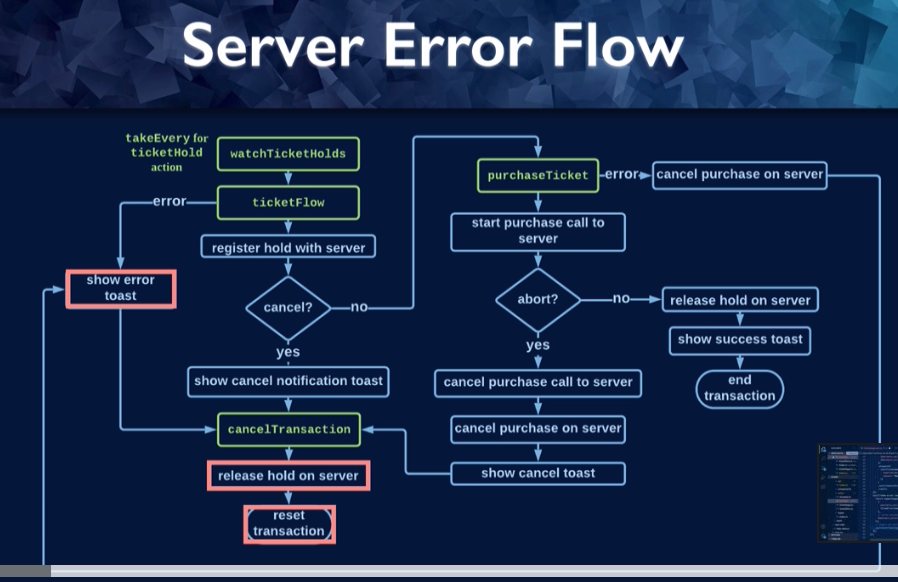 Server Error Flow
takeEvery for
ticketHold
action
watchTicketHolds
ticketFlow
error
register hold with server
show error
toast
cancel?
no
yes
show cancel notification toast
cancelTransaction
release hold on server
reset
transaction
purchaseTicket
error
cancel purchase on server
start purchase call to
server
abort?
no
release hold on server
show success toast
end
transaction
yes
cancel purchase call to server
cancel purchase on server
show cancel toast